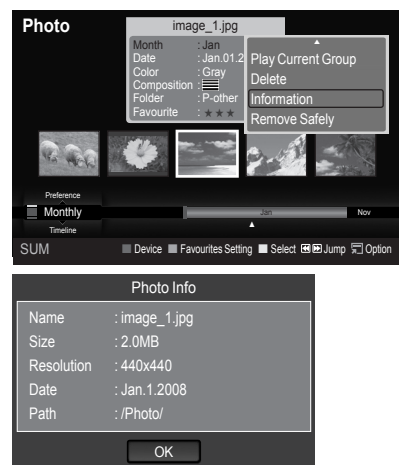 Photo
image_1.jpg
Month : Jan
Date : Jan.01.2
Color : Gray
Composition :
Folder : P-other
Favourite : ★ ★ ★
Play Current Group
Delete
Information
Remove Safely
Preference
Monthly
Timeline
Jan
Nov
SUM
Device
Favourites Setting
Select
Jump
Option
Photo Info
Name : image_1.jpg
Size : 2.0MB
Resolution : 440x440
Date : Jan.1.2008
Path : /Photo/
OK